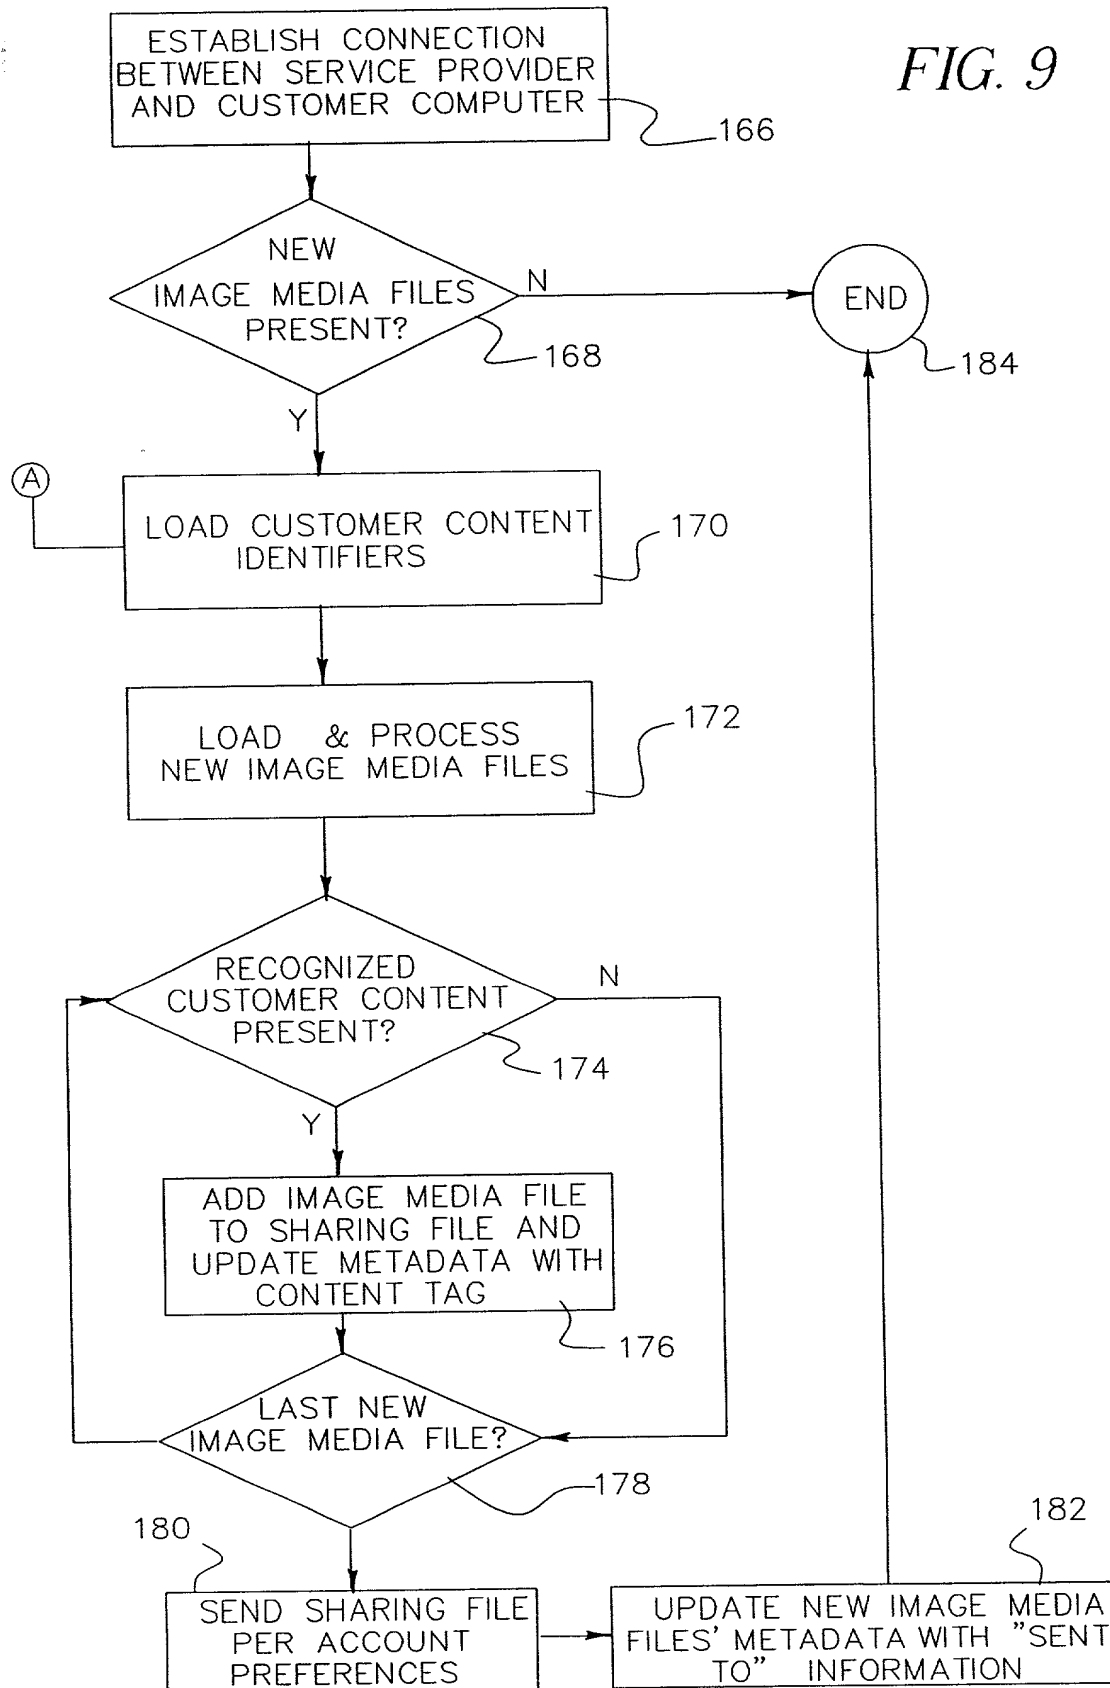 FIG. 9
ESTABLISH CONNECTION
BETWEEN SERVICE PROVIDER
AND CUSTOMER COMPUTER
166
NEW
IMAGE MEDIA FILES
PRESENT?
N
168
END
184
Y
A
LOAD CUSTOMER CONTENT
IDENTIFIERS
170
LOAD & PROCESS
NEW IMAGE MEDIA FILES
172
RECOGNIZED
CUSTOMER CONTENT
PRESENT?
N
174
Y
ADD IMAGE MEDIA FILE
TO SHARING FILE AND
UPDATE METADATA WITH
CONTENT TAG
176
LAST NEW
IMAGE MEDIA FILE?
178
180
SEND SHARING FILE
PER ACCOUNT
PREFERENCES
182
UPDATE NEW IMAGE MEDIA
FILES' METADATA WITH "SENT
TO" INFORMATION